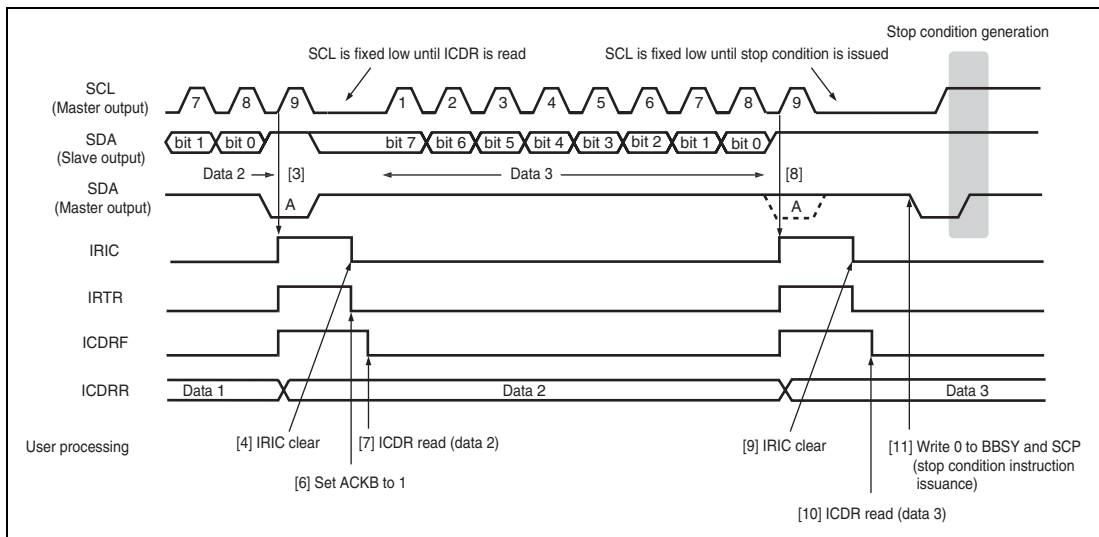 Stop condition generation
SCL is fixed low until ICDR is read
SCL is fixed low until stop condition is issued
SCL
(Master output)
7 8 9 1 2 3 4 5 6 7 8 9
SDA
(Slave output)
bit 1 bit 0 bit 7 bit 6 bit 5 bit 4 bit 3 bit 2 bit 1 bit 0
Data 2 [3] Data 3 [8]
SDA
(Master output)
A A
IRIC
IRTR
ICDRF
ICDRR
Data 1 Data 2 Data 3
User processing
[4] IRIC clear
[7] ICDR read (data 2)
[9] IRIC clear
[11] Write 0 to BBSY and SCP
(stop condition instruction
issuance)
[6] Set ACKB to 1
[10] ICDR read (data 3)